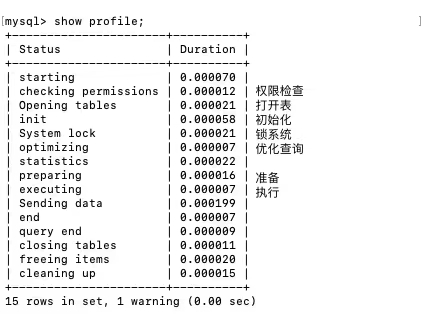 [mysql> show profile; ]
+----------------------+----------+
| Status               | Duration |
+----------------------+----------+
| starting             | 0.000070 |
| checking permissions | 0.000012 | 权限检查
| Opening tables       | 0.000021 | 打开表
| init                 | 0.000058 | 初始化
| System lock          | 0.000021 | 锁系统
| optimizing           | 0.000007 | 优化查询
| statistics           | 0.000022 |
| preparing            | 0.000016 | 准备
| executing            | 0.000007 | 执行
| Sending data         | 0.000199 |
| end                  | 0.000007 |
| query end            | 0.000009 |
| closing tables       | 0.000011 |
| freeing items        | 0.000020 |
| cleaning up          | 0.000015 |
+----------------------+----------+
15 rows in set, 1 warning (0.00 sec)